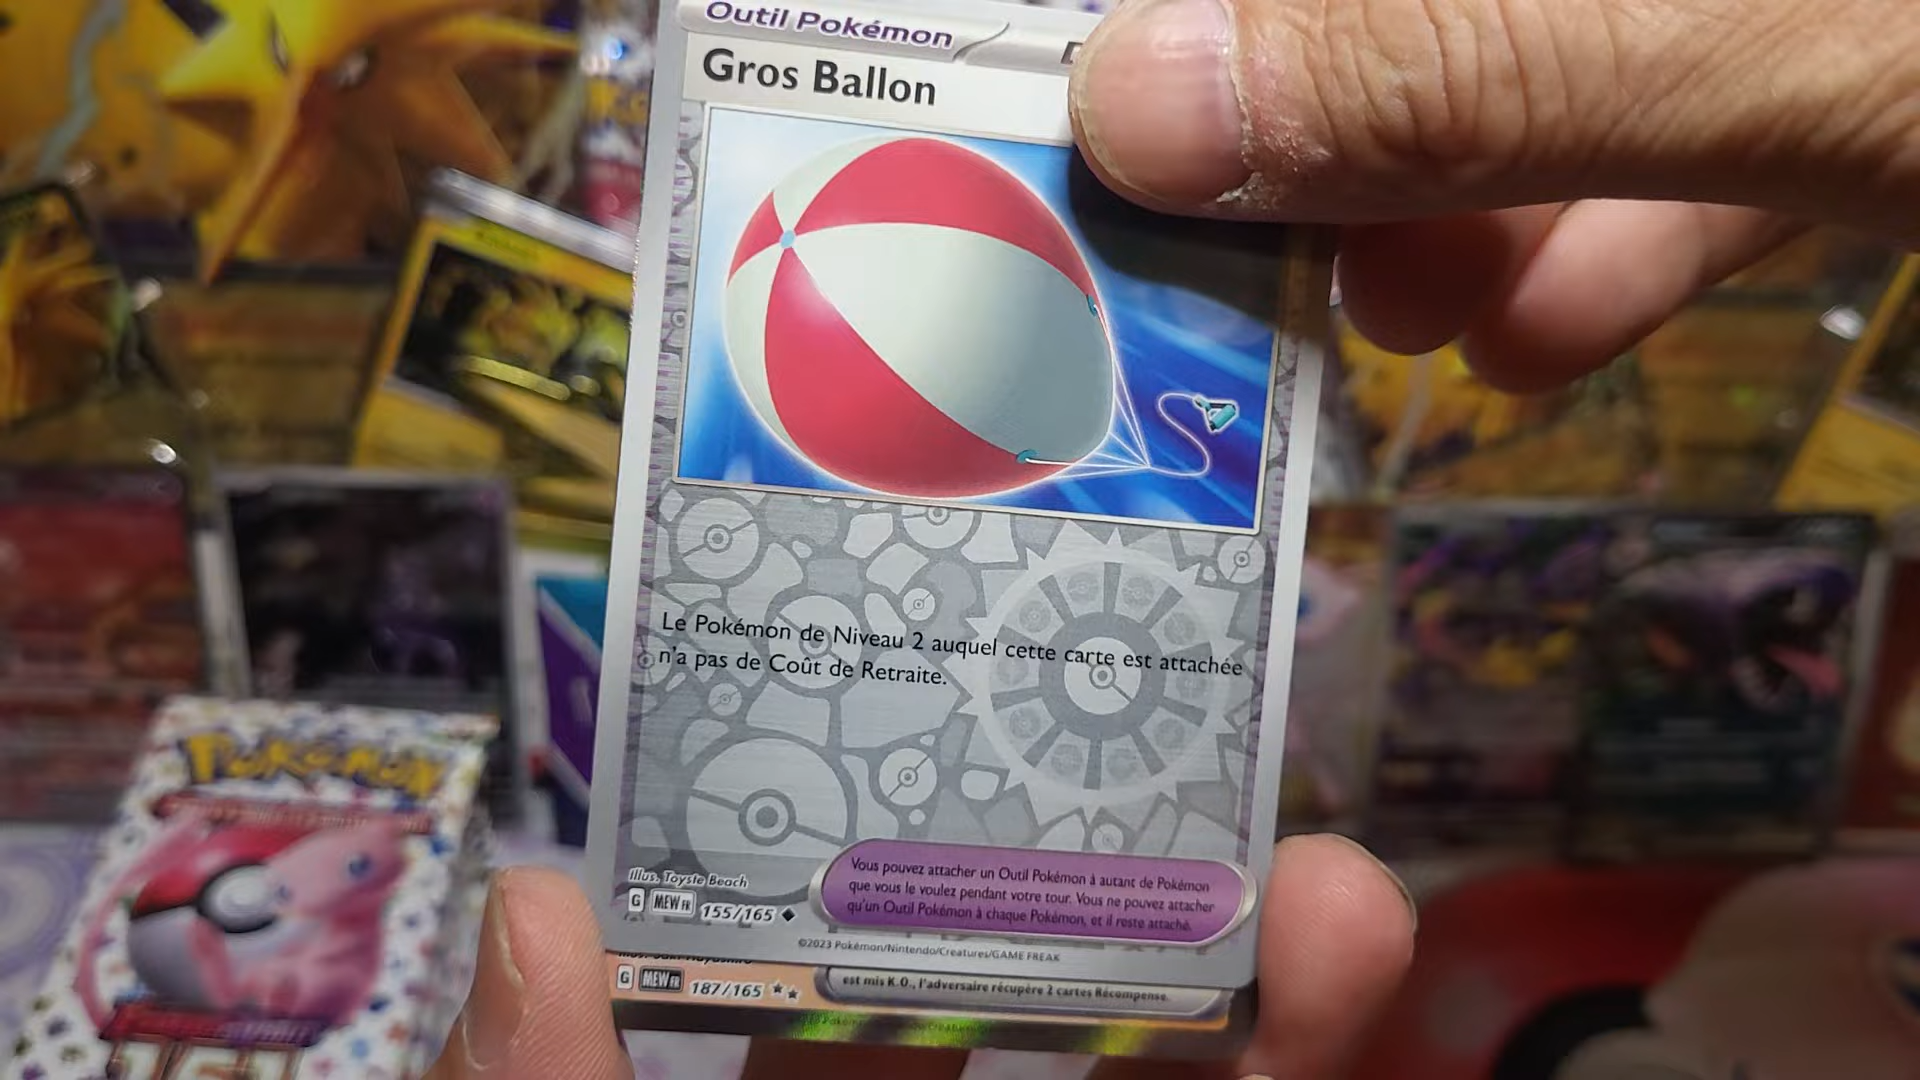 Outil Pokémon
Gros Ballon
Le Pokémon de Niveau 2 auquel cette carte est attachée
n'a pas de Coût de Retraite.
Illus. Toyste Beach
G MEW FR 155/165
Vous pouvez attacher un Outil Pokémon à autant de Pokémon
que vous le voulez pendant votre tour. Vous ne pouvez attacher
qu'un Outil Pokémon à chaque Pokémon, et il reste attaché.
©2023 Pokémon/Nintendo/Creatures/GAME FREAK
G MEW FR 187/165
est mis K.O., l'adversaire récupère 2 cartes Récompense.
Pokémon